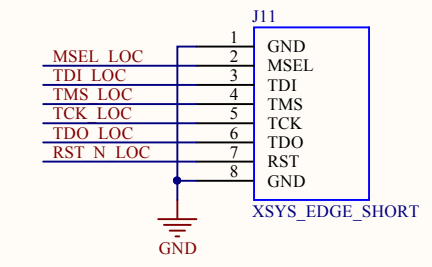 J11
1 GND
MSEL_LOC 2 MSEL
TDI_LOC 3 TDI
TMS_LOC 4 TMS
TCK_LOC 5 TCK
TDO_LOC 6 TDO
RST_N_LOC 7 RST
8 GND
XSYS_EDGE_SHORT
GND